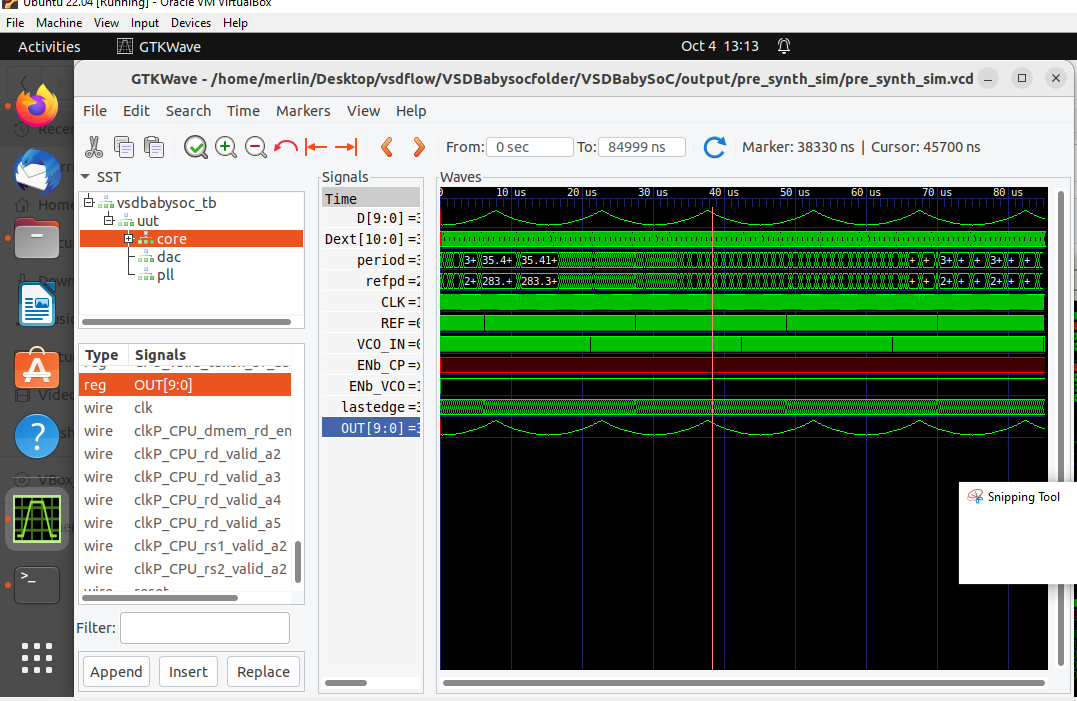 Ubuntu 22.04 [Running] - Oracle VM VirtualBox
File Machine View Input Devices Help
Activities GTKWave Oct 4 13:13
GTKWave - /home/merlin/Desktop/vsdflow/VSDBabysocfolder/VSDBabySoC/output/pre_synth_sim/pre_synth_sim.vcd
File Edit Search Time Markers View Help
From: 0 sec To: 84999 ns Marker: 38330 ns | Cursor: 45700 ns
SST
vsdbabysoc_tb
uut
core
dac
pll
Type Signals
reg OUT[9:0]
wire clk
wire clkP_CPU_dmem_rd_en
wire clkP_CPU_rd_valid_a2
wire clkP_CPU_rd_valid_a3
wire clkP_CPU_rd_valid_a4
wire clkP_CPU_rd_valid_a5
wire clkP_CPU_rs1_valid_a2
wire clkP_CPU_rs2_valid_a2
wire reset
Filter:
Append Insert Replace
Signals
Time
D[9:0] =3
Dext[10:0] =3
period =3
refpd =2
CLK =1
REF =0
VCO_IN =0
ENb_CP =x
ENb_VCO =1
lastedge =3
OUT[9:0] =3
Waves
10 us 20 us 30 us 40 us 50 us 60 us 70 us 80 us
3+ 35.4+ 35.41+ + + 3+ + + 3+ + +
2+ 283.+ 283.3+ + + 2+ + + 2+ + +
Snipping Tool